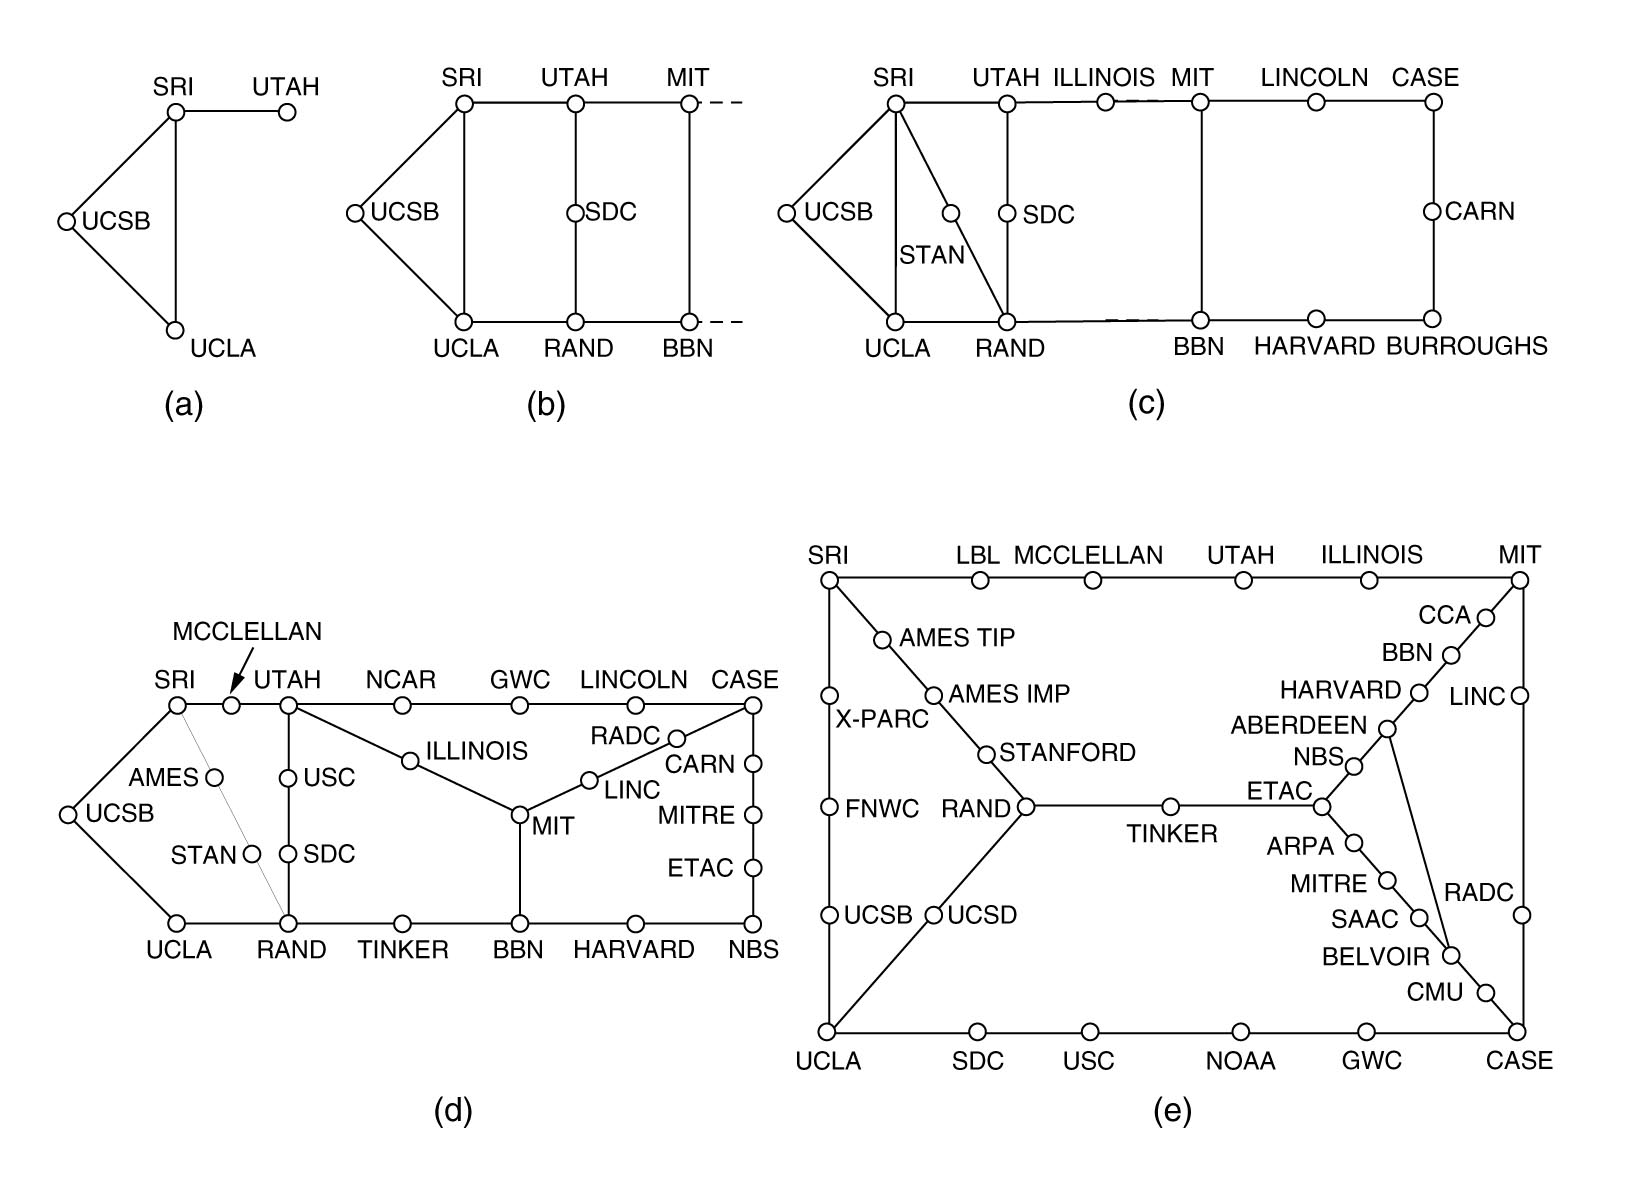 SRI UTAH
UCSB
UCLA
(a)
SRI UTAH MIT
UCSB SDC
UCLA RAND BBN
(b)
SRI UTAH ILLINOIS MIT LINCOLN CASE
UCSB SDC CARN
STAN
UCLA RAND BBN HARVARD BURROUGHS
(c)
MCCLELLAN
SRI UTAH NCAR GWC LINCOLN CASE
RADC
ILLINOIS
CARN
AMES USC
LINC
UCSB MITRE
MIT
STAN SDC
ETAC
UCLA RAND TINKER BBN HARVARD NBS
(d)
SRI LBL MCCLELLAN UTAH ILLINOIS MIT
CCA
AMES TIP
BBN
HARVARD
AMES IMP LINC
X-PARC
ABERDEEN
STANFORD
NBS
ETAC
FNWC RAND
TINKER
ARPA
MITRE
RADC
UCSB UCSD
SAAC
BELVOIR
CMU
UCLA SDC USC NOAA GWC CASE
(e)